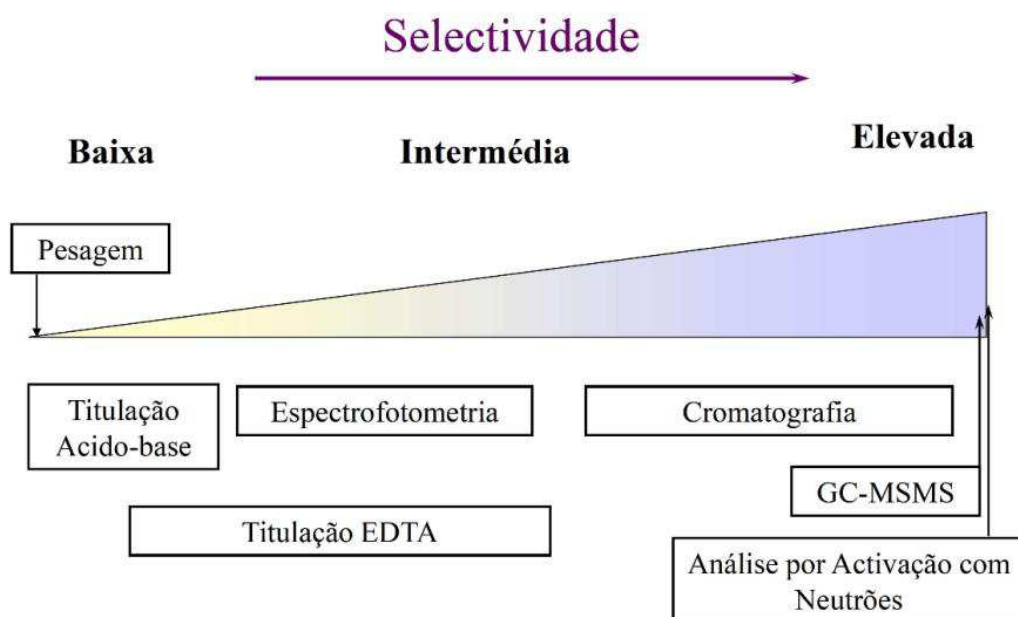 Selectividade
Baixa
Intermédia
Elevada
Pesagem
Titulação
Acido-base
Espectrofotometria
Cromatografia
GC-MSMS
Titulação EDTA
Análise por Activação com
Neutrões